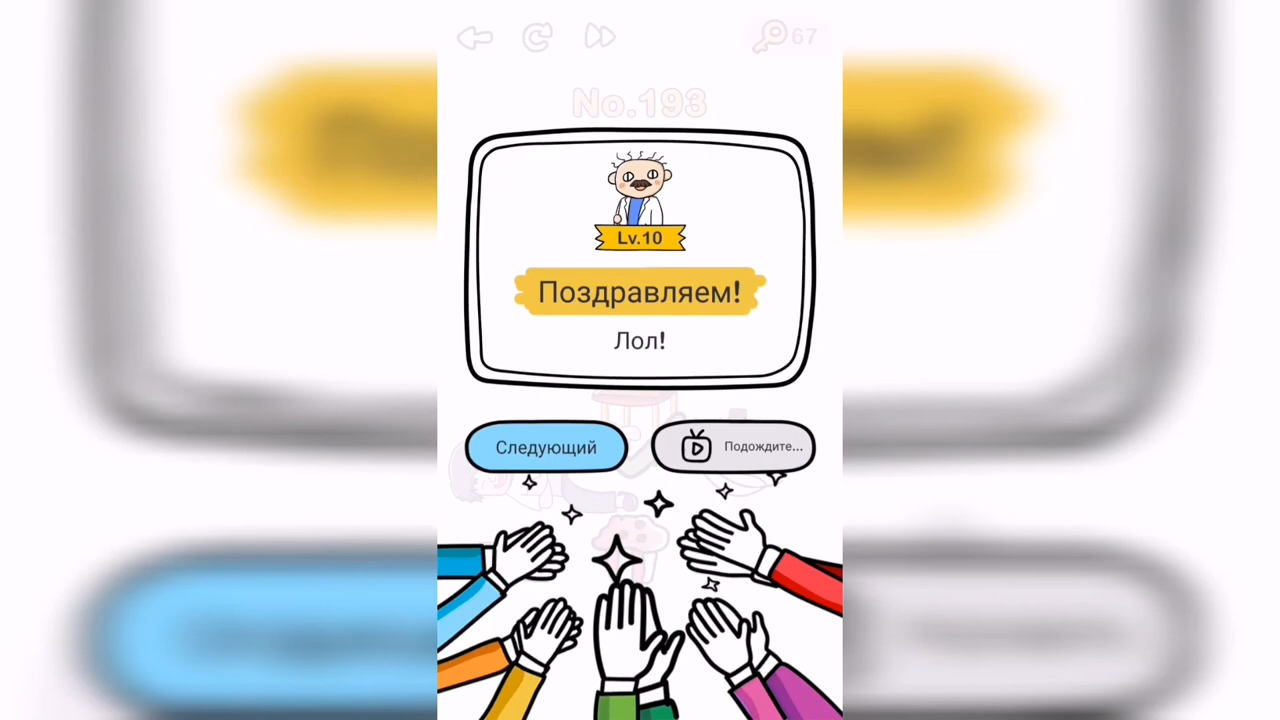 67
No.193
Lv.10
Поздравляем!
Лол!
Следующий
Подождите...